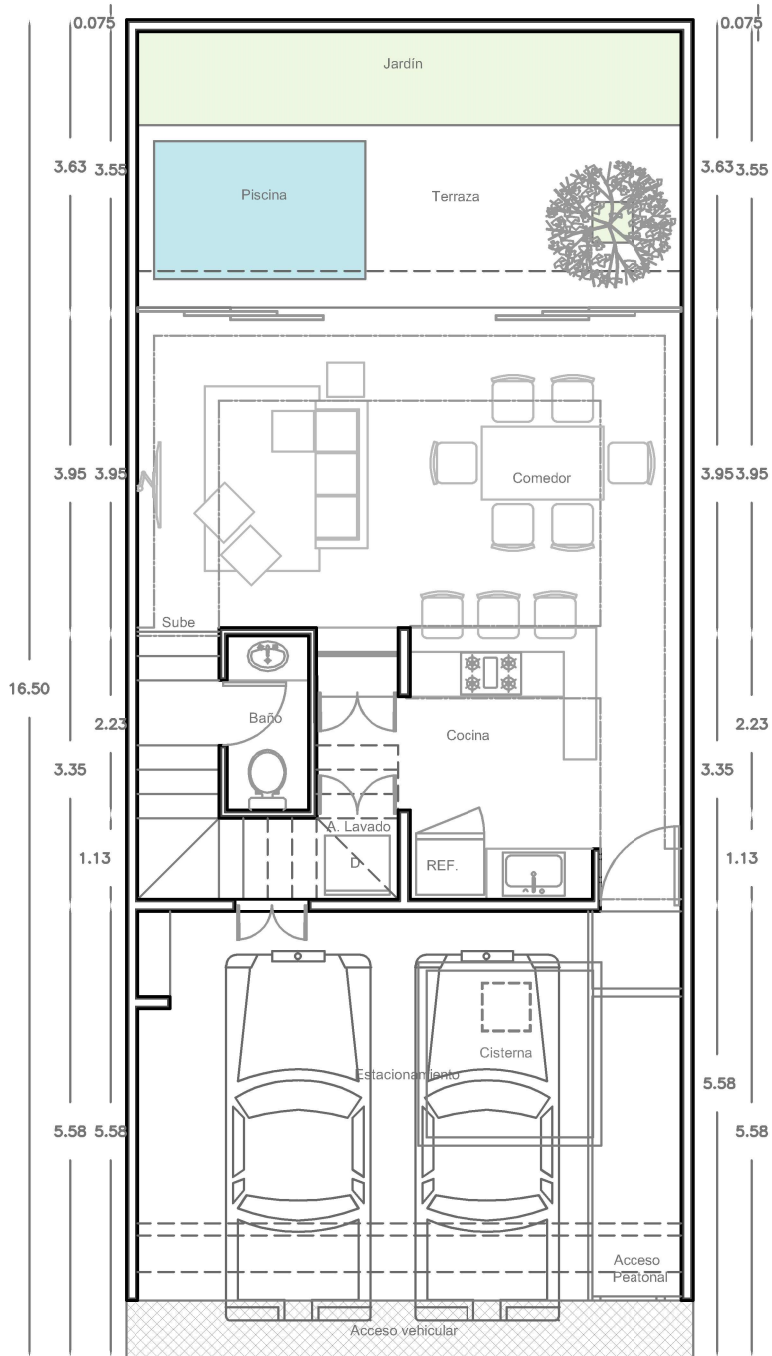 0.075
0.075
Jardín
3.63
3.55
3.63
3.55
Piscina
Terraza
3.95
3.95
Comedor
3.95
3.95
Sube
16.50
2.23
Baño
Cocina
2.23
3.35
3.35
A. Lavado
1.13
D
REF.
1.13
Cisterna
Estacionamiento
5.58
5.58
5.58
5.58
Acceso
Peatonal
Acceso vehicular